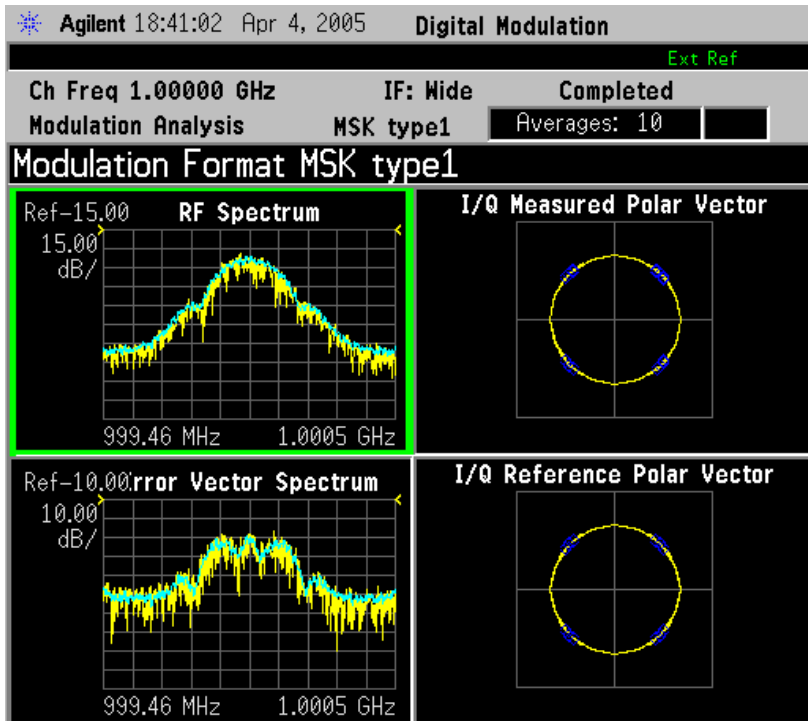 Agilent 18:41:02 Apr 4, 2005 Digital Modulation
Ext Ref
Ch Freq 1.00000 GHz IF: Wide Completed
Modulation Analysis MSK type1 Averages: 10
Modulation Format MSK type1
Ref-15.00 RF Spectrum
15.00
dB/
999.46 MHz 1.0005 GHz
I/Q Measured Polar Vector
Ref-10.00 rror Vector Spectrum
10.00
dB/
999.46 MHz 1.0005 GHz
I/Q Reference Polar Vector